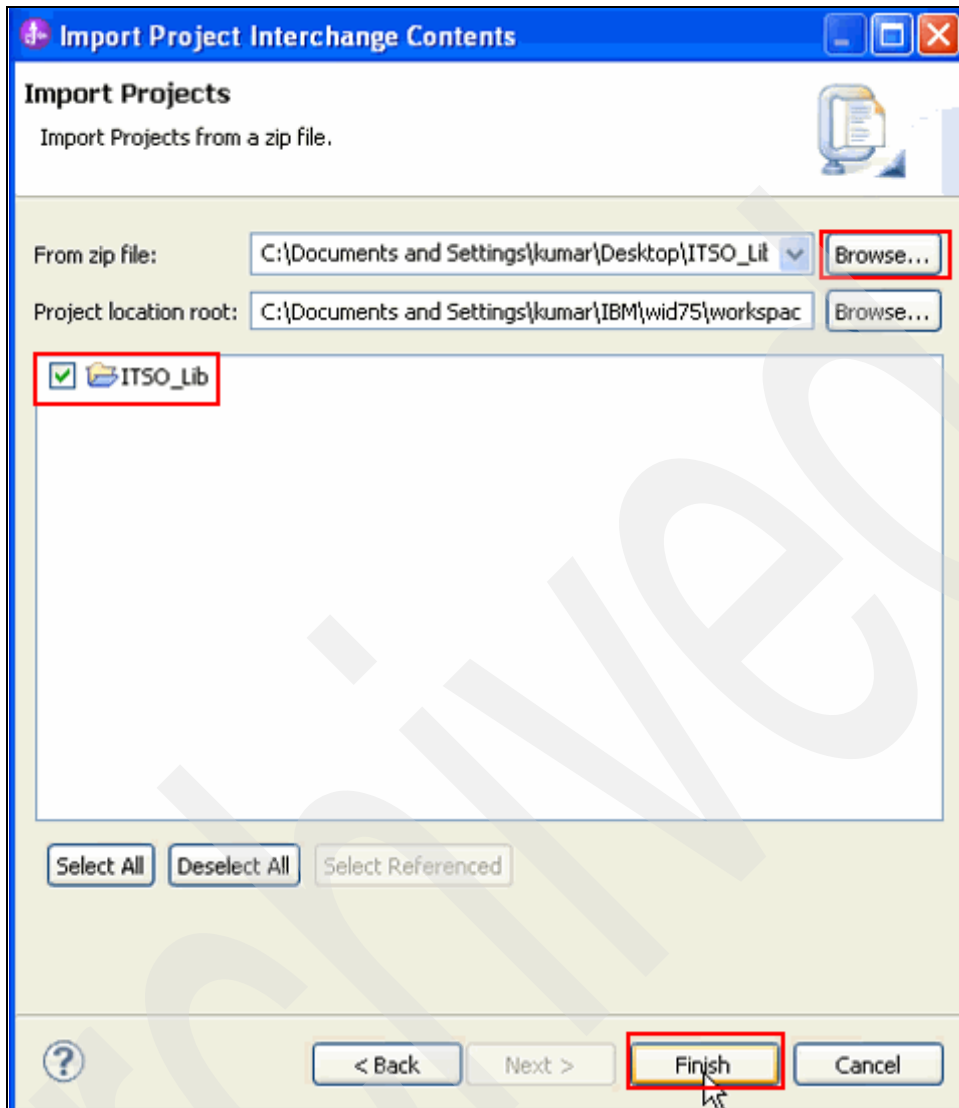 Import Project Interchange Contents
Import Projects
Import Projects from a zip file.
From zip file: C:\Documents and Settings\kumar\Desktop\ITSO_Lib Browse...
Project location root: C:\Documents and Settings\kumar\IBM\wid75\workspac Browse...
ITSO_Lib
Select All Deselect All Select Referenced
? < Back Next > Finish Cancel
Archived